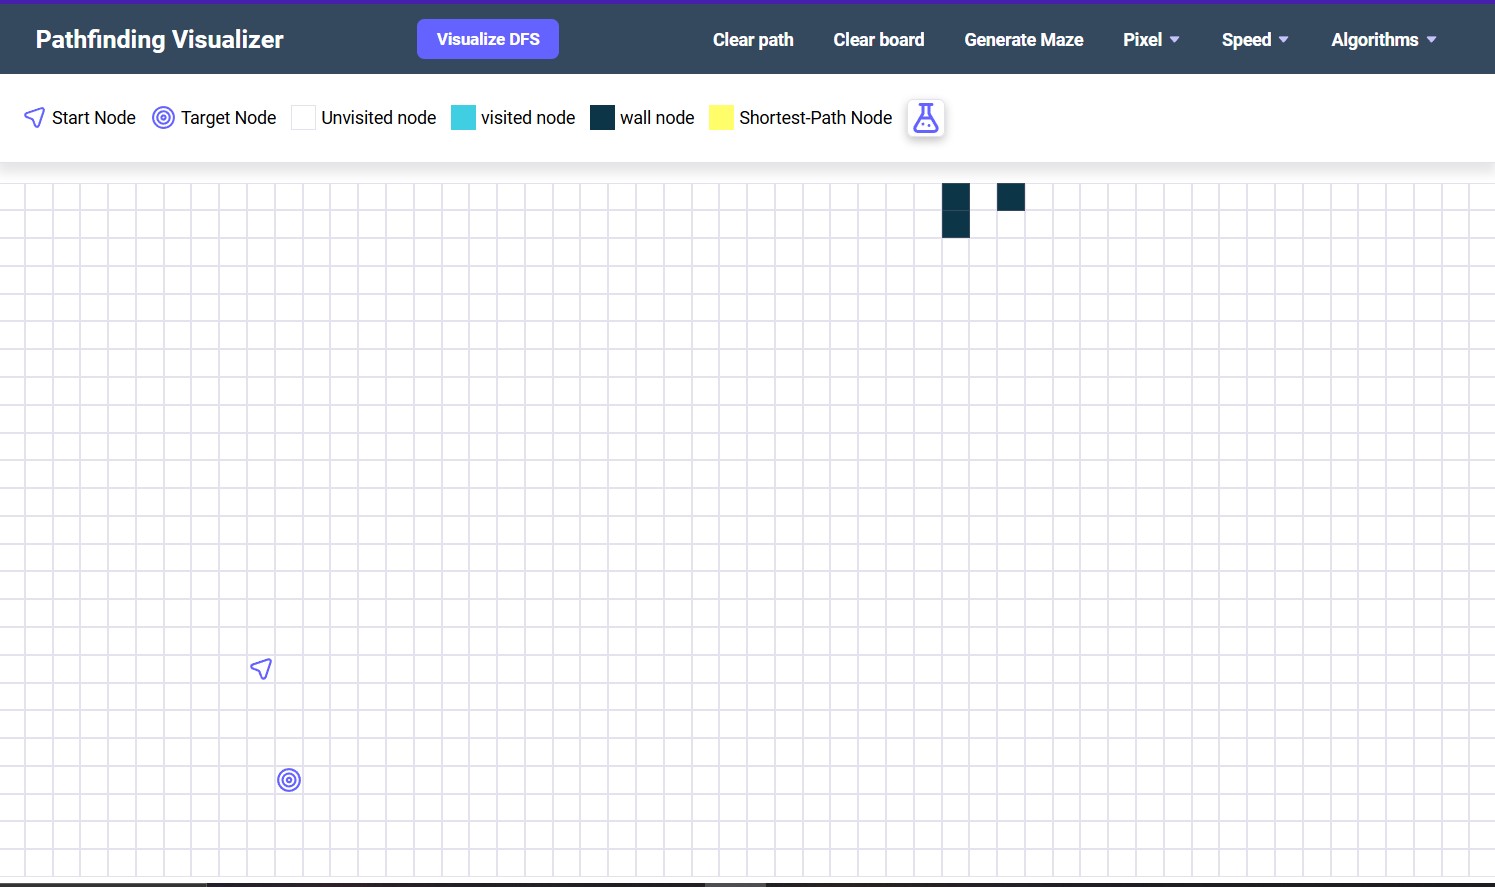 Pathfinding Visualizer
Visualize DFS
Clear path
Clear board
Generate Maze
Pixel
Speed
Algorithms
Start Node
Target Node
Unvisited node
visited node
wall node
Shortest-Path Node